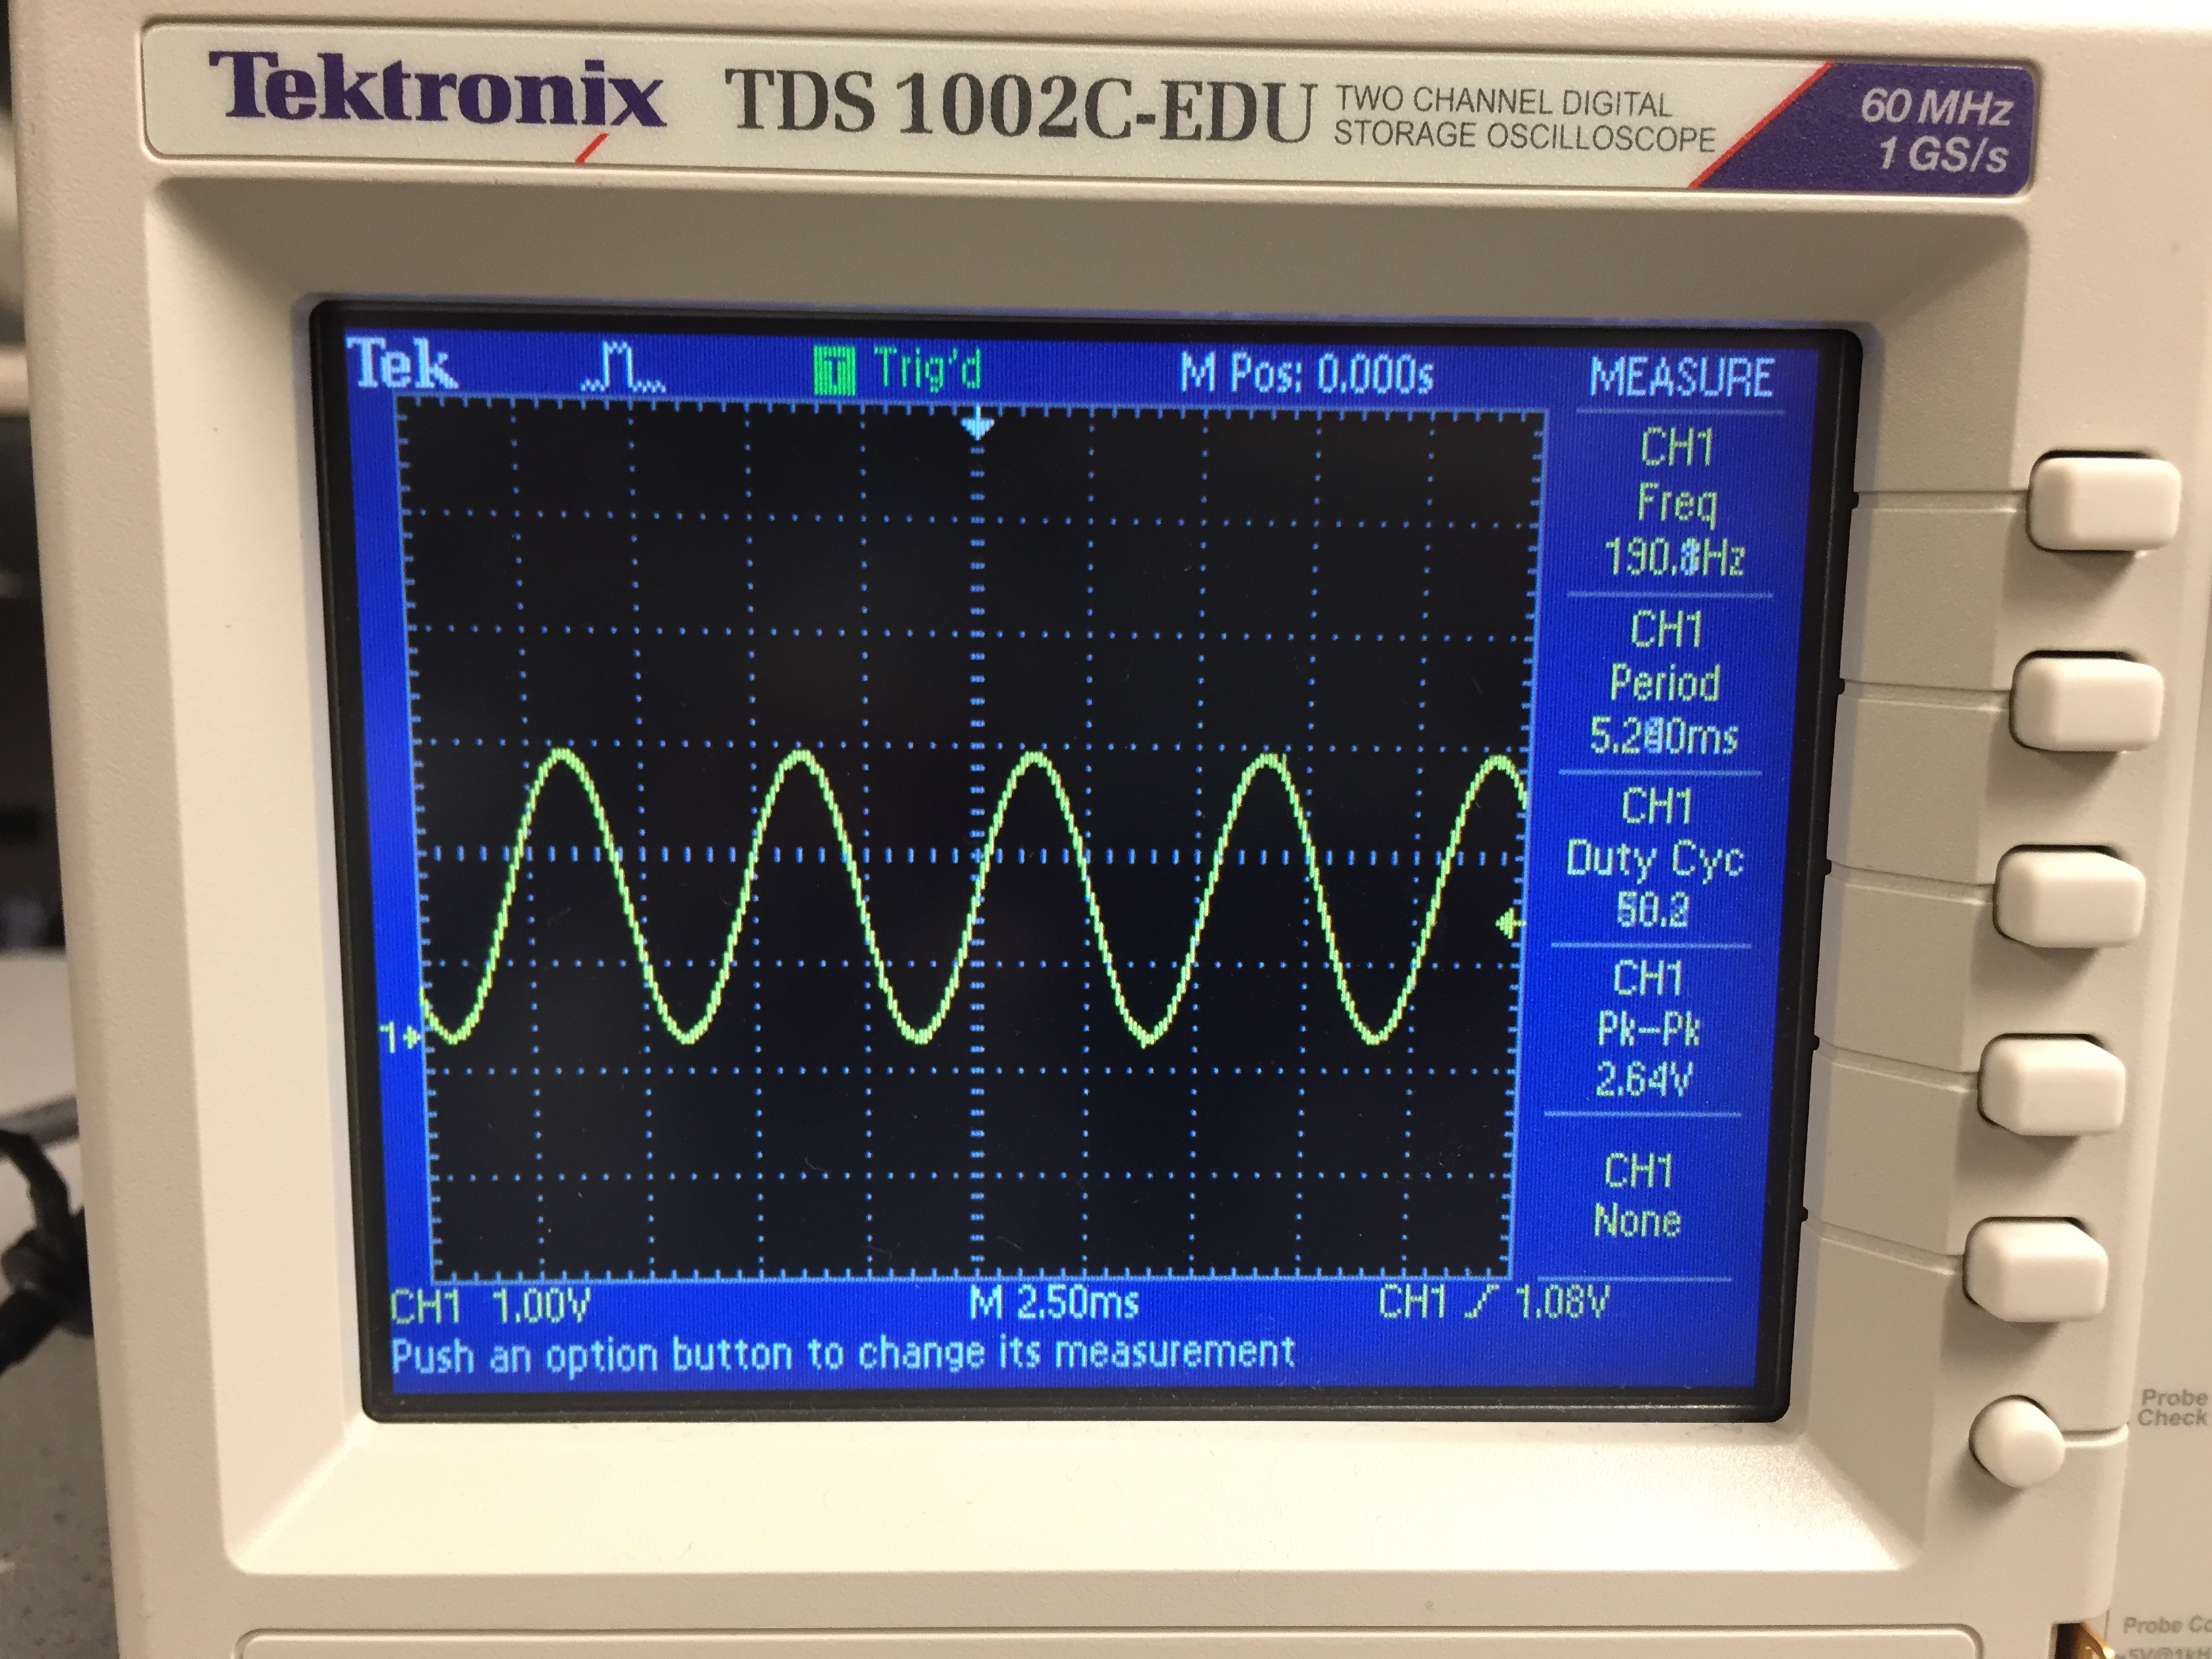 Tektronix TDS 1002C-EDU TWO CHANNEL DIGITAL
STORAGE OSCILLOSCOPE
60 MHz
1 GS/s
Tek Trig'd M Pos: 0.000s MEASURE
CH1
Freq
CH1
Period
CH1
Duty Cyc
CH1
Pk-Pk
2.64V
CH1
None
1
CH1 1.00V M 2.50ms CH1 1.08V
Push an option button to change its measurement
Probe
Check
Probe